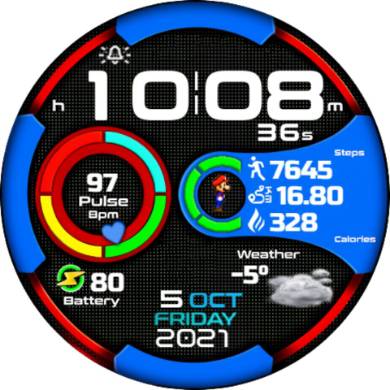 h 10:08 m
36s
Steps
7645
KM 16.80
328
Calories
97
Pulse
Bpm
Weather
-5°
80
Battery
5 OCT
FRIDAY
2021